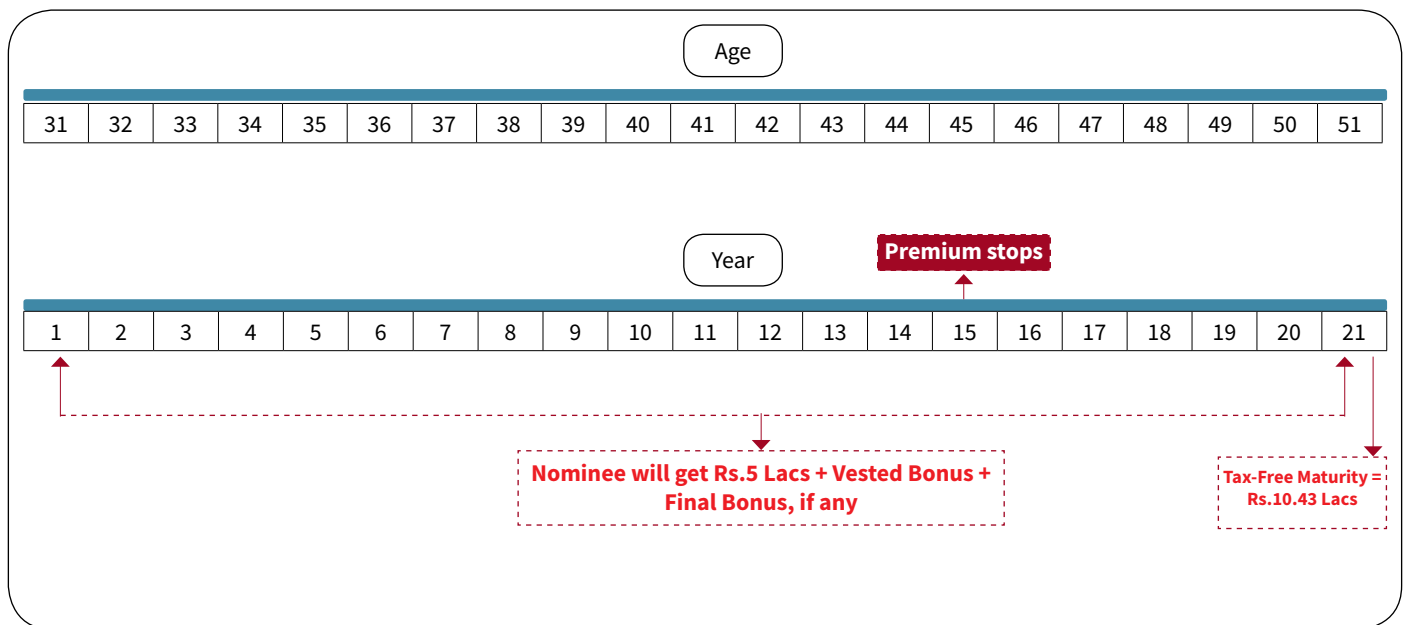 Age
31 32 33 34 35 36 37 38 39 40 41 42 43 44 45 46 47 48 49 50 51
Year
Premium stops
1 2 3 4 5 6 7 8 9 10 11 12 13 14 15 16 17 18 19 20 21
Nominee will get Rs.5 Lacs + Vested Bonus +
Final Bonus, if any
Tax-Free Maturity =
Rs.10.43 Lacs